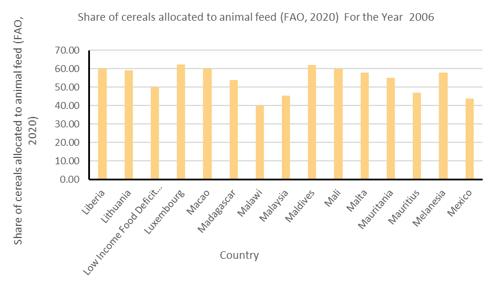 Share of cereals allocated to animal feed (FAO, 2020)  For the Year  2006
Share of cereals allocated to animal feed (FAO,
2020)
70.00
60.00
50.00
40.00
30.00
20.00
10.00
0.00
Liberia
Lithuania
Low Income Food Deficit...
Luxembourg
Macao
Madagascar
Malawi
Malaysia
Maldives
Mali
Malta
Mauritania
Mauritius
Melanesia
Mexico
Country